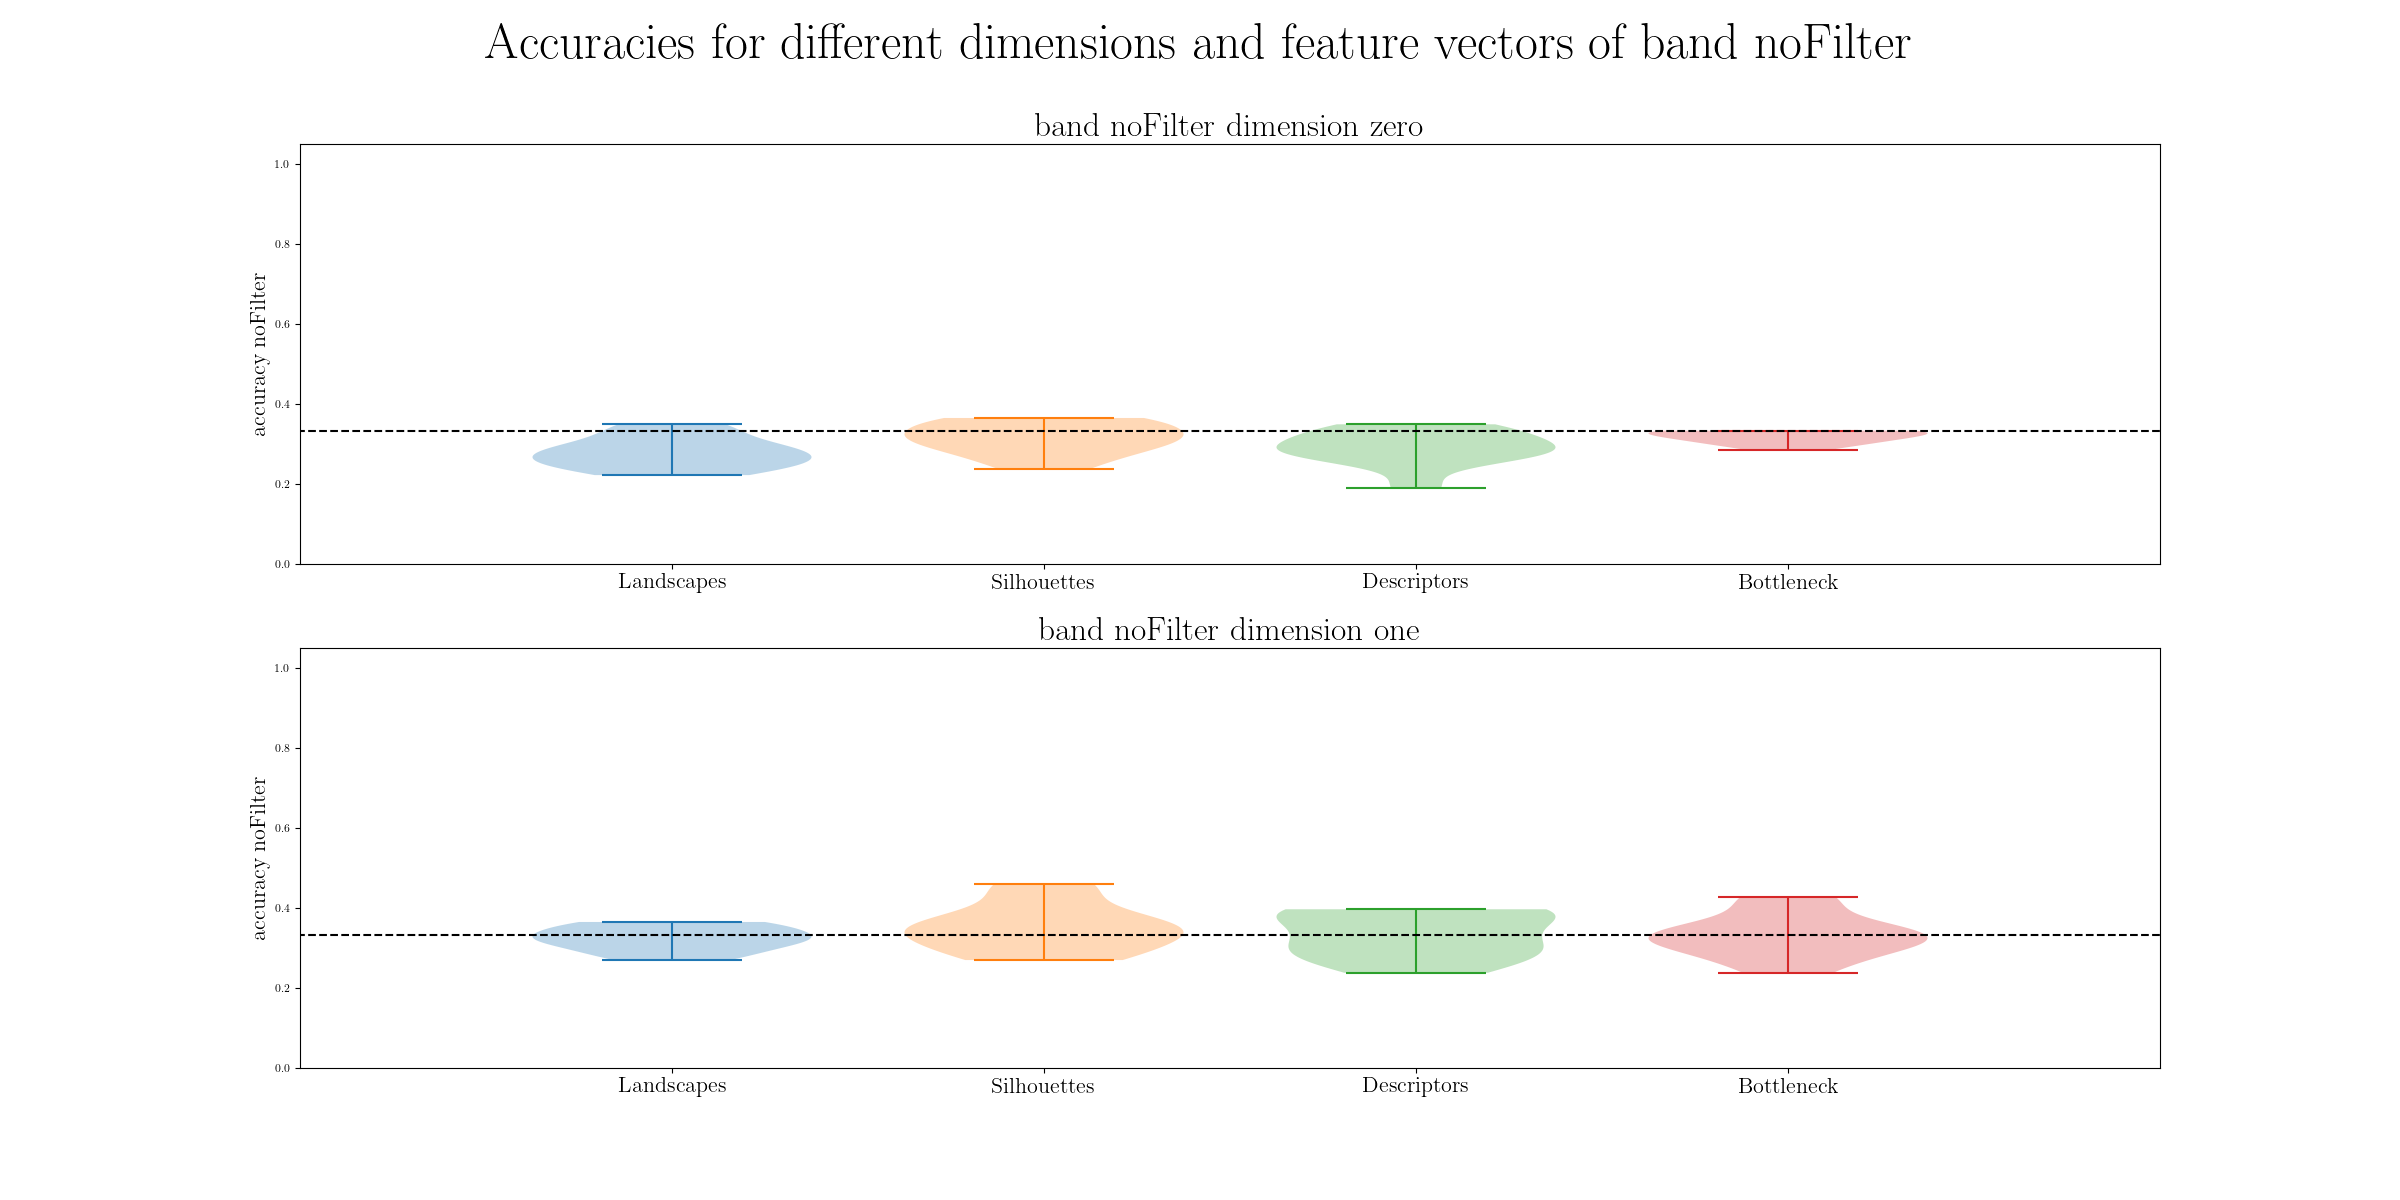 Accuracies for different dimensions and feature vectors of band noFilter
band noFilter dimension zero
accuracy noFilter
1.0
0.8
0.6
0.4
0.2
0.0
Landscapes Silhouettes Descriptors Bottleneck
band noFilter dimension one
accuracy noFilter
1.0
0.8
0.6
0.4
0.2
0.0
Landscapes Silhouettes Descriptors Bottleneck